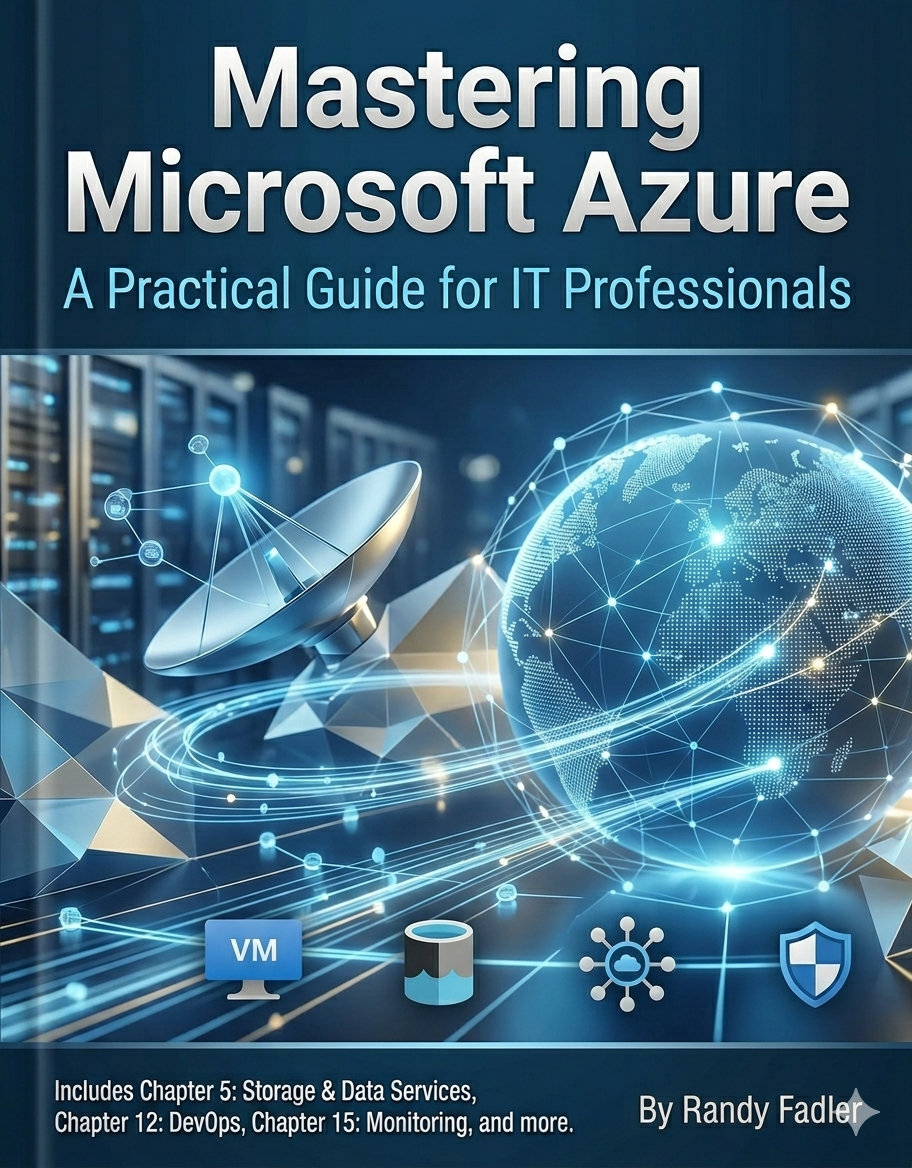 Mastering
Microsoft Azure
A Practical Guide for IT Professionals
VM
Includes Chapter 5: Storage & Data Services,
Chapter 12: DevOps, Chapter 15: Monitoring, and more.
By Randy Fadler